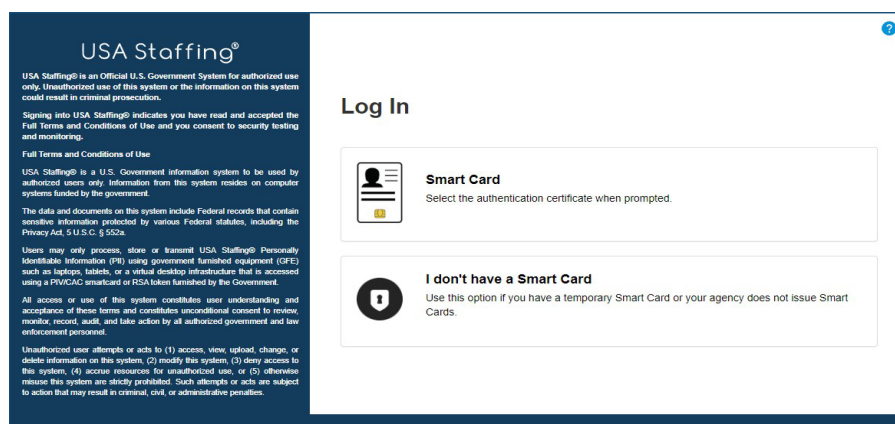 USA Staffing®
USA Staffing® is an Official U.S. Government System for authorized use
only. Unauthorized use of this system or the information on this system
could result in criminal prosecution.
Signing into USA Staffing® indicates you have read and accepted the
Full Terms and Conditions of Use and you consent to security testing
and monitoring.
Full Terms and Conditions of Use
USA Staffing® is a U.S. Government information system to be used by
authorized users only. Information from this system resides on computer
systems funded by the government.
The data and documents on this system include Federal records that contain
sensitive information protected by various Federal statutes, including the
Privacy Act, 5 U.S.C. § 552a.
Users may only process, store or transmit USA Staffing® Personally
Identifiable Information (PII) using government furnished equipment (GFE)
such as laptops, tablets, or a virtual desktop infrastructure that is accessed
using a PIV/CAC smartcard or RSA token furnished by the Government.
All access or use of this system constitutes user understanding and
acceptance of these terms and constitutes unconditional consent to review,
monitor, record, audit, and take action by all authorized government and law
enforcement personnel.
Unauthorized user attempts or acts to (1) access, view, upload, change, or
delete information on this system, (2) modify this system, (3) deny access to
this system, (4) accrue resources for unauthorized use, or (5) otherwise
misuse this system are strictly prohibited. Such attempts or acts are subject
to action that may result in criminal, civil, or administrative penalties.
?
Log In
Smart Card
Select the authentication certificate when prompted.
I don't have a Smart Card
Use this option if you have a temporary Smart Card or your agency does not issue Smart
Cards.